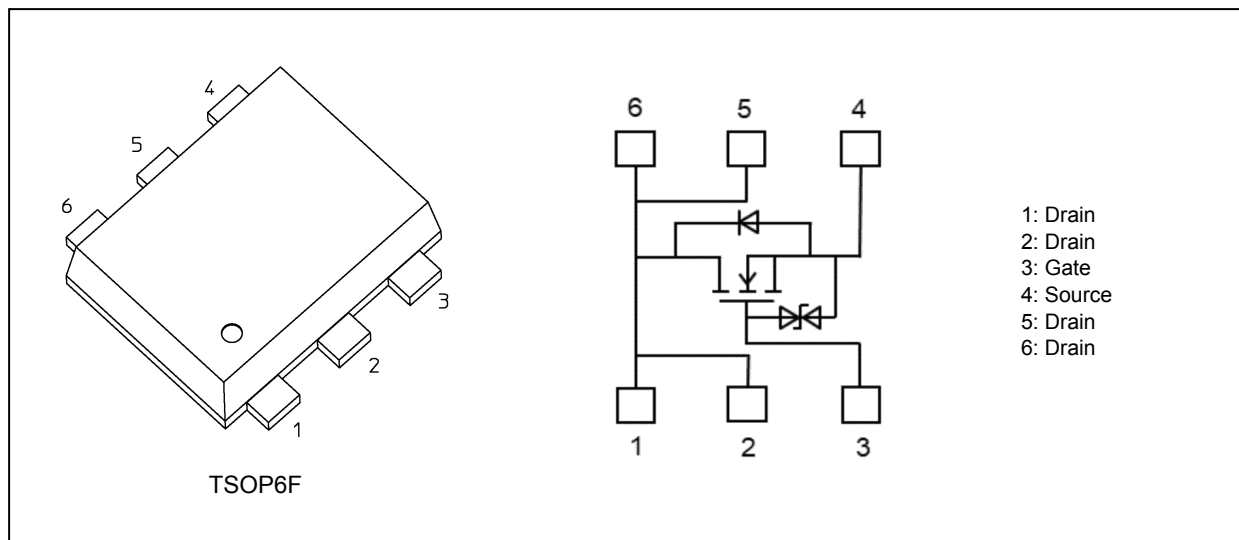 4
5
6
3
2
1
TSOP6F
6 5 4
1 2 3
1: Drain
2: Drain
3: Gate
4: Source
5: Drain
6: Drain